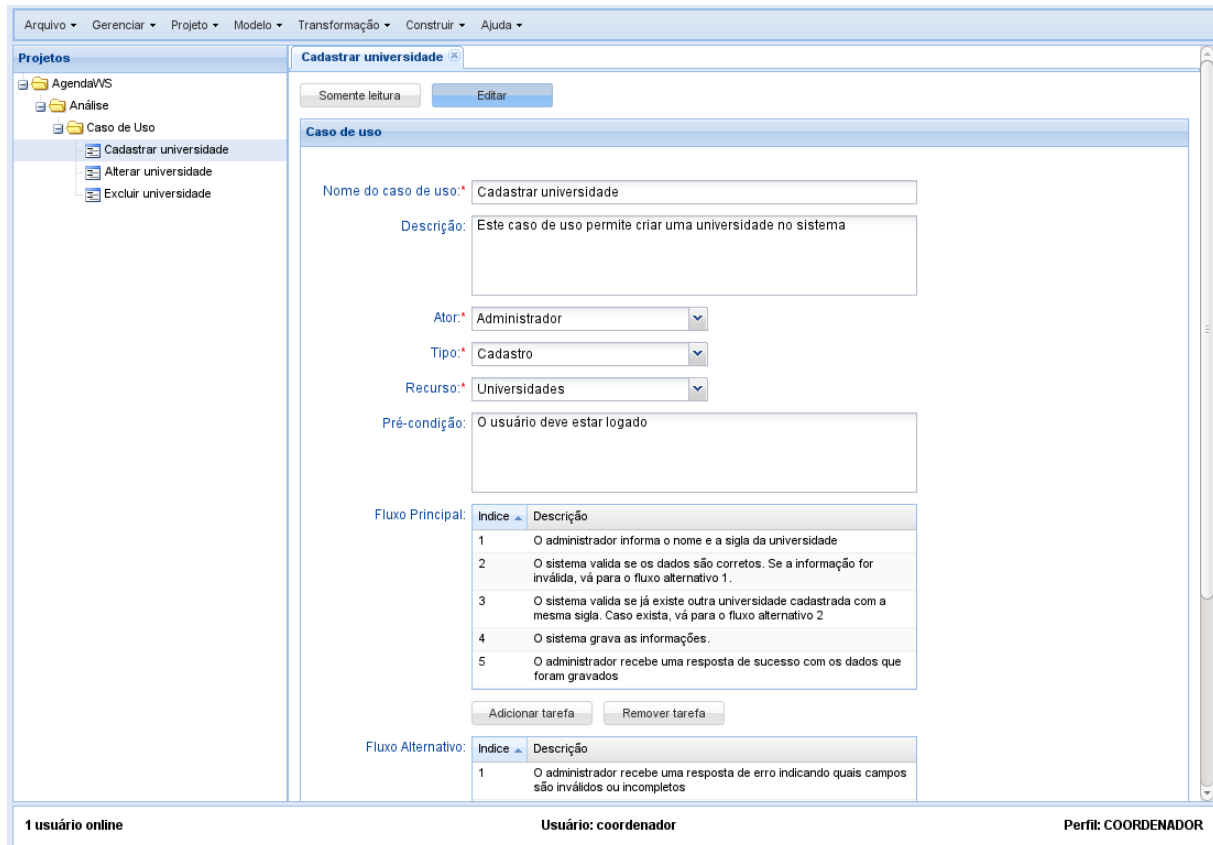 Arquivo Gerenciar Projeto Modelo Transformação Construir Ajuda
Projetos
AgendaWS
Análise
Caso de Uso
Cadastrar universidade
Alterar universidade
Excluir universidade
Cadastrar universidade
Somente leitura Editar
Caso de uso
Nome do caso de uso:* Cadastrar universidade
Descrição: Este caso de uso permite criar uma universidade no sistema
Ator:* Administrador
Tipo:* Cadastro
Recurso:* Universidades
Pré-condição: O usuário deve estar logado
Fluxo Principal: Indice Descrição
1 O administrador informa o nome e a sigla da universidade
2 O sistema valida se os dados são corretos. Se a informação for
inválida, vá para o fluxo alternativo 1.
3 O sistema valida se já existe outra universidade cadastrada com a
mesma sigla. Caso exista, vá para o fluxo alternativo 2
4 O sistema grava as informações.
5 O administrador recebe uma resposta de sucesso com os dados que
foram gravados
Adicionar tarefa Remover tarefa
Fluxo Alternativo: Indice Descrição
1 O administrador recebe uma resposta de erro indicando quais campos
são inválidos ou incompletos
1 usuário online Usuário: coordenador Perfil: COORDENADOR